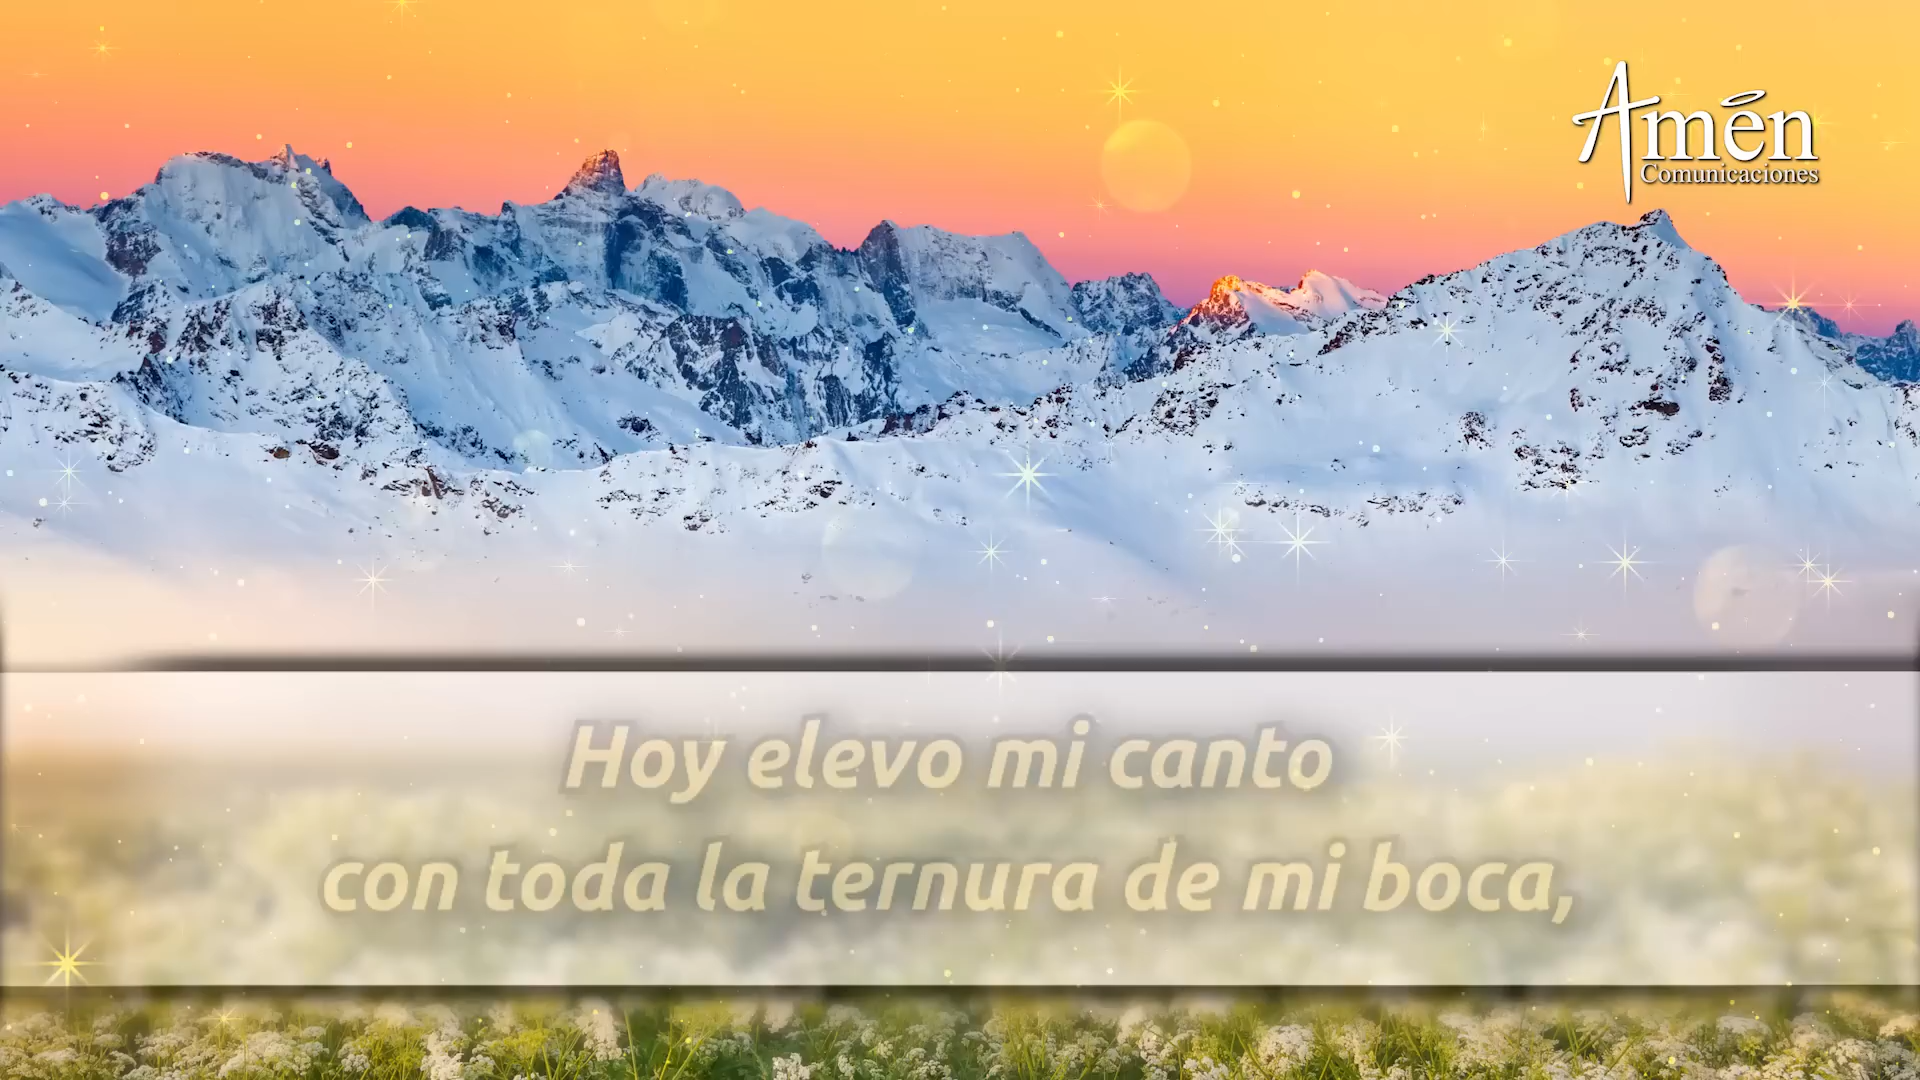 Amén
Comunicaciones
Hoy elevo mi canto
con toda la ternura de mi boca,